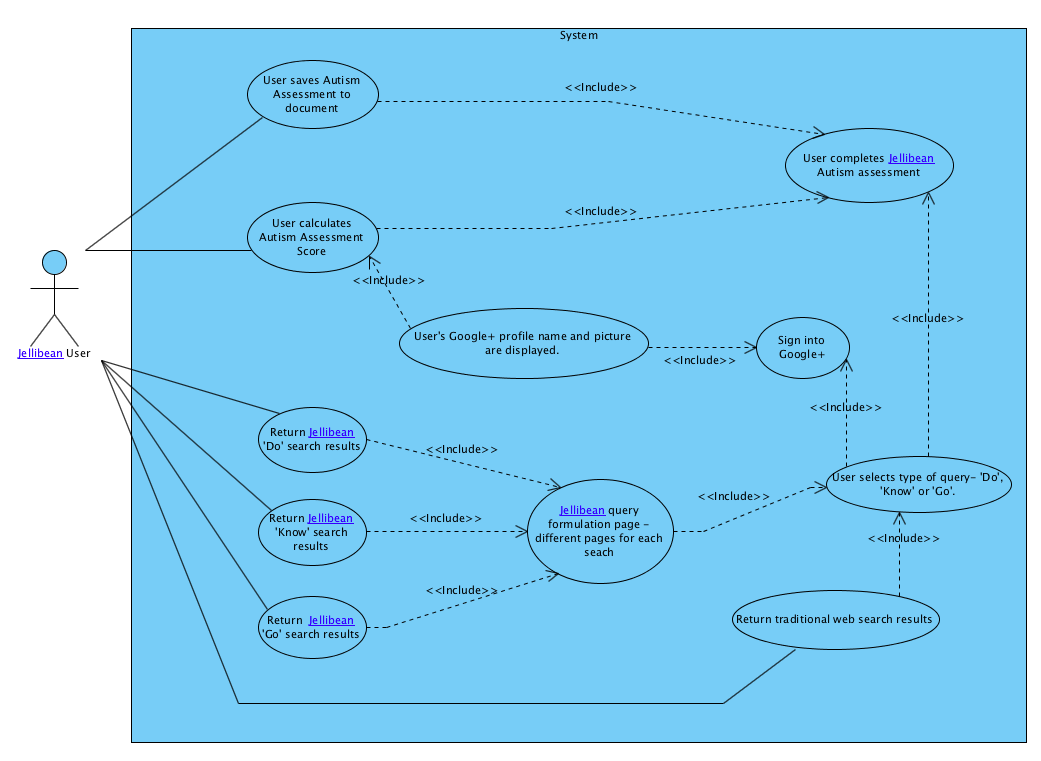 System
User saves Autism
Assessment to
document
<<Include>>
User completes Jellibean
Autism assessment
User calculates
Autism Assessment
Score
<<Include>>
<<Include>>
User's Google+ profile name and picture
are displayed.
<<Include>>
Sign into
Google+
<<Include>>
Jellibean User
<<Include>>
Return Jellibean
'Do' search results
<<Include>>
User selects type of query- 'Do',
'Know' or 'Go'.
Return Jellibean
'Know' search
results
<<Include>>
Jellibean query
formulation page -
different pages for each
seach
<<Include>>
<<Include>>
Return Jellibean
'Go' search results
<<Include>>
Return traditional web search results